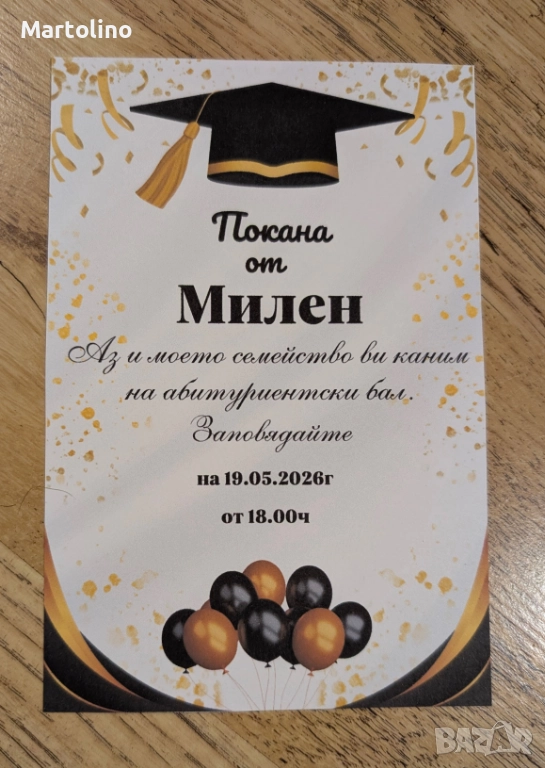 Martolino
Покана
от
Милен
Аз и моето семейство ви каним
на абитуриентски бал.
Заповядайте
на 19.05.2026г
от 18.00ч
BAZAR